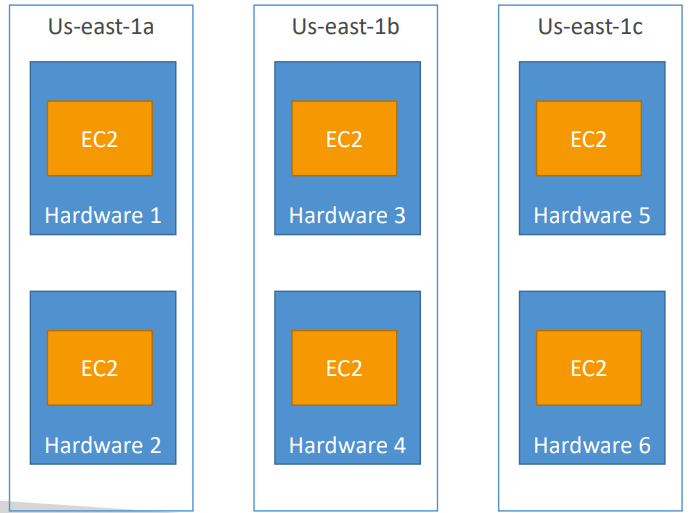 Us-east-1a
EC2
Hardware 1
EC2
Hardware 2
Us-east-1b
EC2
Hardware 3
EC2
Hardware 4
Us-east-1c
EC2
Hardware 5
EC2
Hardware 6